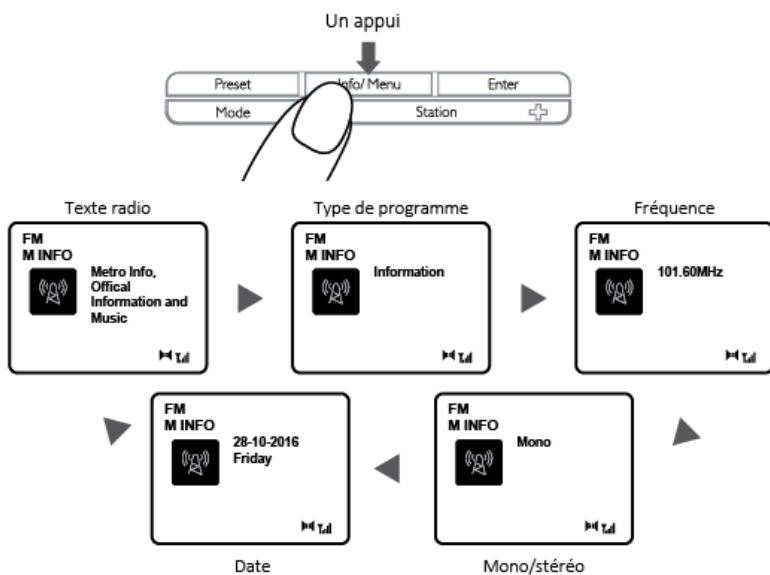 Un appui
Preset
Info/Menu
Enter
Mode
Station
Texte radio
FM
M INFO
Metro Info,
Offical
Information and
Music
Type de programme
FM
M INFO
Information
Fréquence
FM
M INFO
101.60MHz
FM
M INFO
28-10-2016
Friday
Date
FM
M INFO
Mono
Mono/stéréo